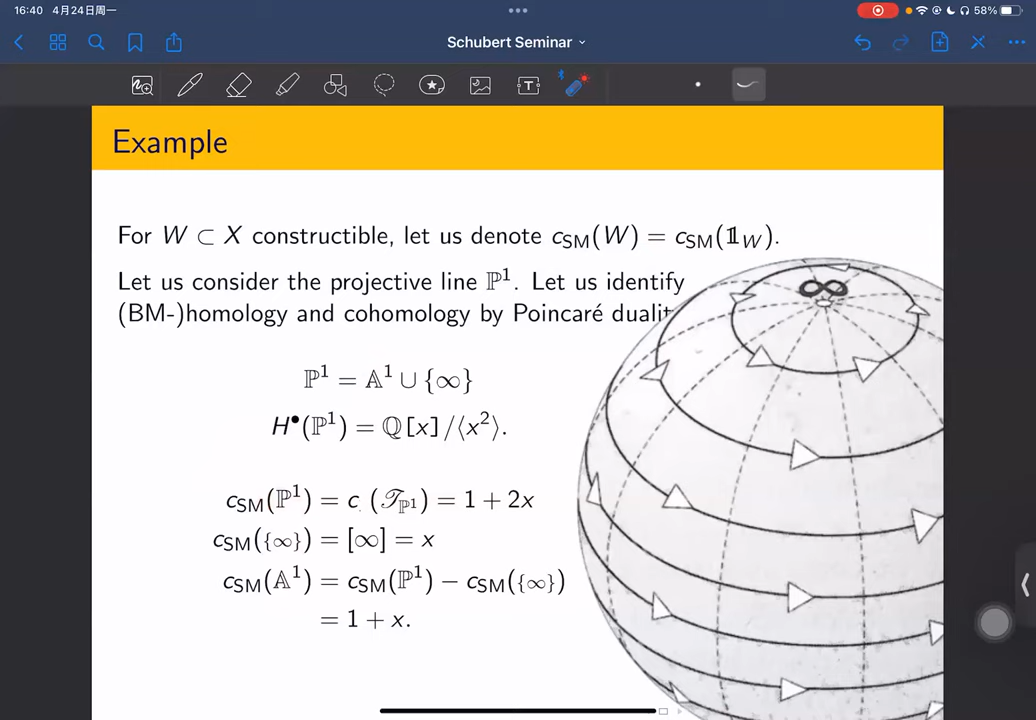 16:40 4月24日周一
58%
Schubert Seminar
Example
For W ⊂ X constructible, let us denote c_SM(W) = c_SM(𝟙_W).
Let us consider the projective line ℙ¹. Let us identify
(BM-)homology and cohomology by Poincaré dualit
ℙ¹ = 𝔸¹ ∪ {∞}
H^•(ℙ¹) = ℚ[x]/⟨x²⟩.
c_SM(ℙ¹) = c (𝒯_ℙ¹) = 1 + 2x
c_SM({∞}) = [∞] = x
c_SM(𝔸¹) = c_SM(ℙ¹) − c_SM({∞})
= 1 + x.
∞